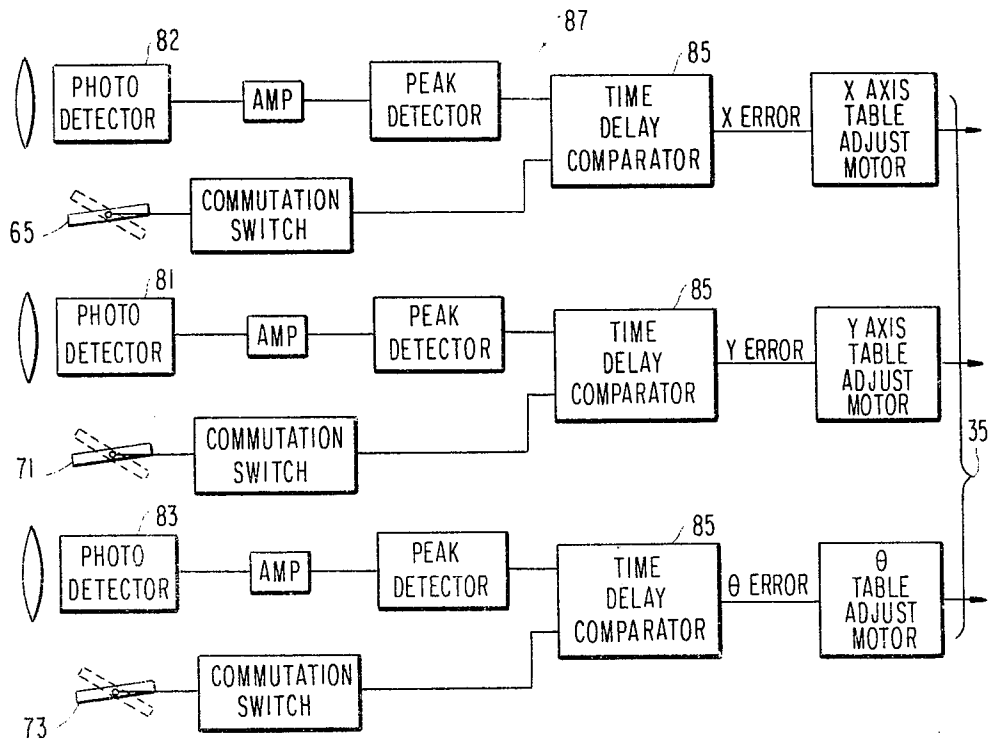 87
82
85
PHOTO
DETECTOR
AMP
PEAK
DETECTOR
TIME
DELAY
COMPARATOR
X ERROR
X AXIS
TABLE
ADJUST
MOTOR
65
COMMUTATION
SWITCH
81
85
PHOTO
DETECTOR
AMP
PEAK
DETECTOR
TIME
DELAY
COMPARATOR
Y ERROR
Y AXIS
TABLE
ADJUST
MOTOR
35
71
COMMUTATION
SWITCH
83
85
PHOTO
DETECTOR
AMP
PEAK
DETECTOR
TIME
DELAY
COMPARATOR
θ ERROR
θ
TABLE
ADJUST
MOTOR
73
COMMUTATION
SWITCH